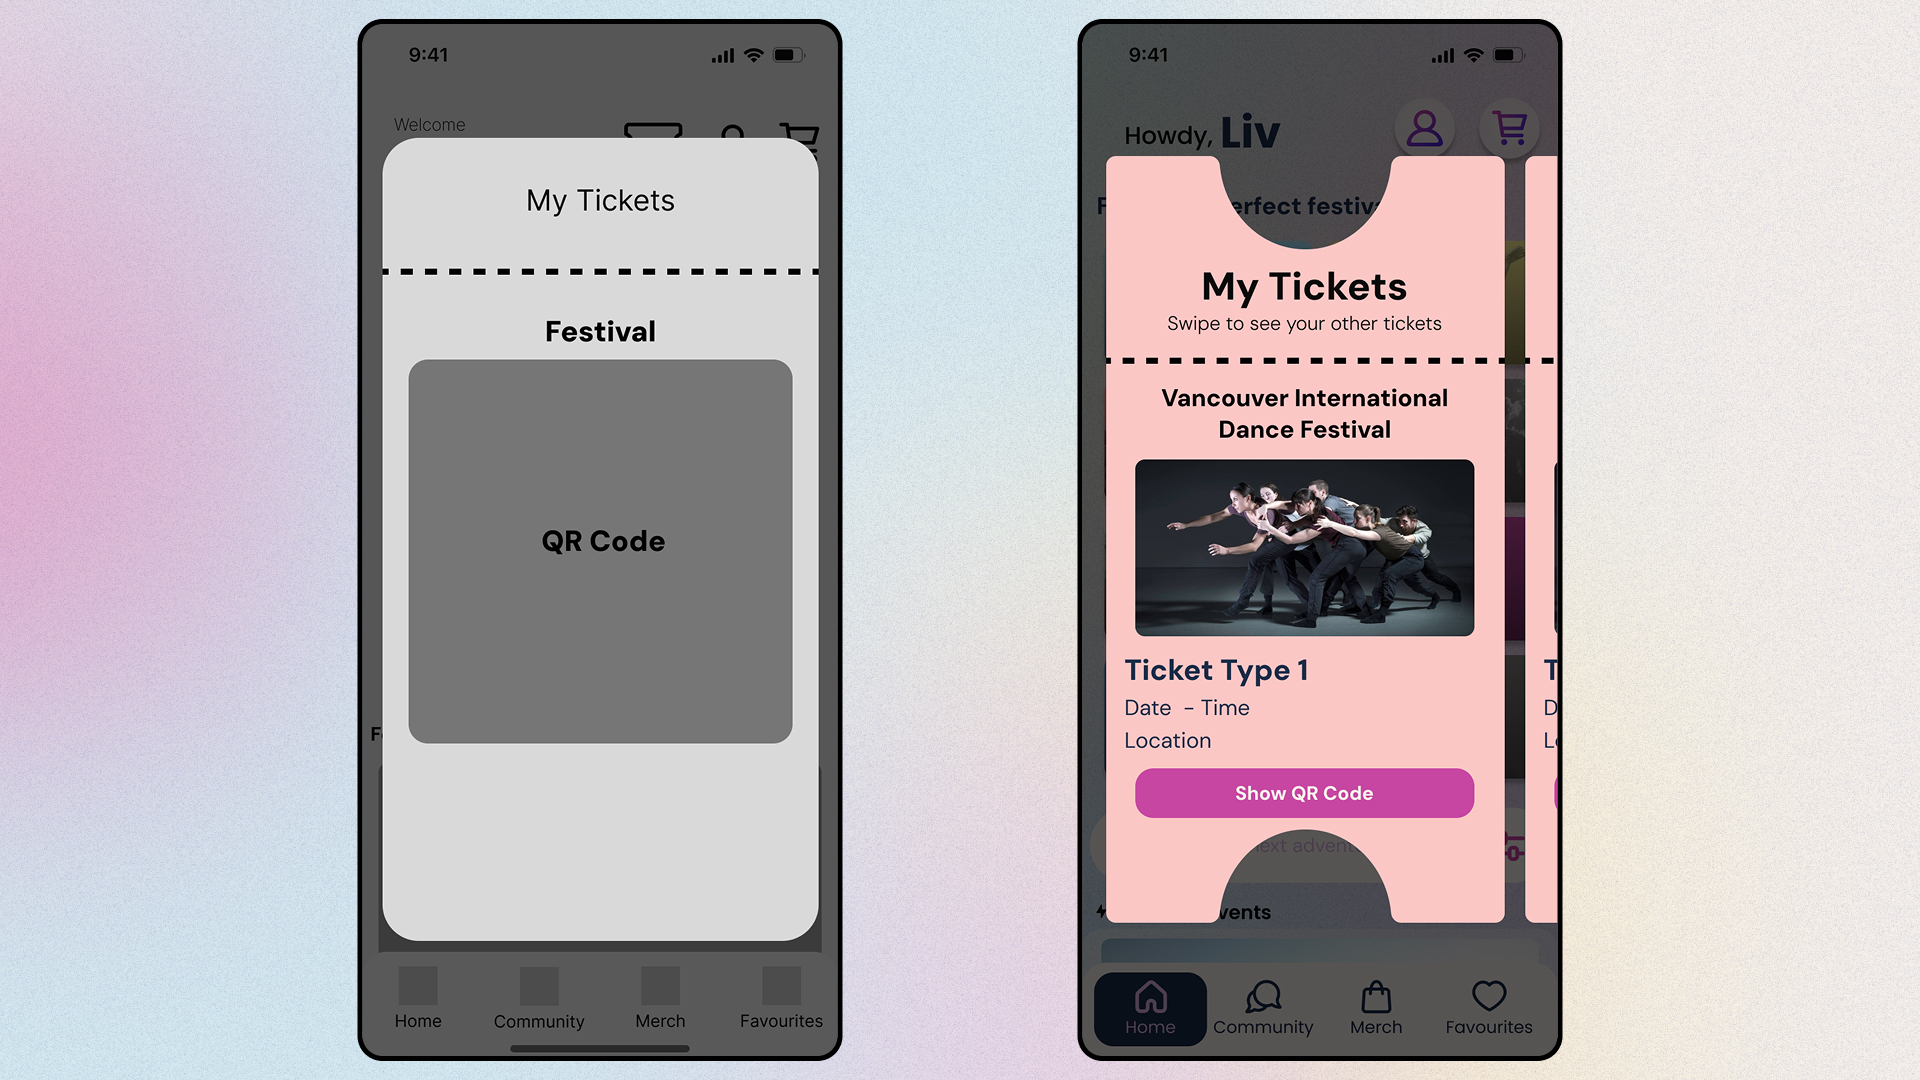 9:41
Welcome
My Tickets
Festival
QR Code
Home
Community
Merch
Favourites
9:41
Howdy, Liv
erfect festiv
My Tickets
Swipe to see your other tickets
Vancouver International
Dance Festival
Ticket Type 1
Date - Time
Location
Show QR Code
ext advent
vents
Home
Community
Merch
Favourites